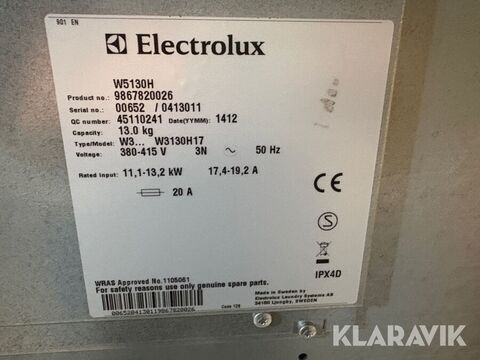 901 EN
Electrolux
W5130H
Product no.: 9867820026
Serial no.: 00652 / 0413011
QC number: 45110241 Date(YYMM): 1412
Capacity: 13.0 kg
Type/Model: W3... W3130H17
Voltage: 380-415 V 3N 50 Hz
Rated Input: 11,1-13,2 kW 17,4-19,2 A
20 A
CE
S
IPX4D
WRAS Approved No.1105061
For safety reasons use only genuine spare parts.
Code 128
Made in Sweden by
Electrolux Laundry Systems AB
34180 Ljungby, SWEDEN
00652041301139867820026
KLARAVIK